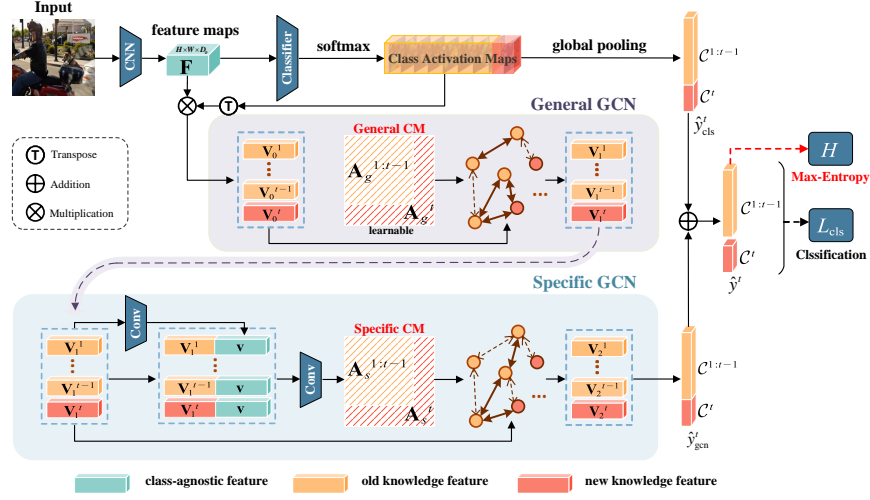 Input
CNN
feature maps
H×W×D₀
F
Classifier
softmax
Class Activation Maps
global pooling
C^{1:t−1}
C^t
ŷ^t_cls
T
General GCN
T Transpose
Addition
Multiplication
V_0^1
V_0^{t−1}
V_0^t
General CM
A_g^{1:t−1}
A_g^t
learnable
V_1^1
V_1^{t−1}
V_1^t
H
Max-Entropy
C^{1:t−1}
C^t
ŷ^t
L_cls
Clssification
Specific GCN
Conv
V_1^1
V_1^{t−1}
V_1^t
V_1^1 v
V_1^{t−1} v
V_1^t v
Conv
Specific CM
A_s^{1:t−1}
A_s^t
V_2^1
V_2^{t−1}
V_2^t
C^{1:t−1}
C^t
ŷ^t_gcn
class-agnostic feature
old knowledge feature
new knowledge feature